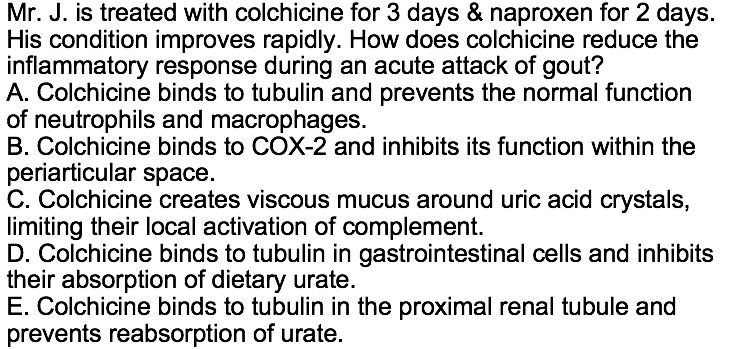 Mr. J. is treated with colchicine for 3 days & naproxen for 2 days.
His condition improves rapidly. How does colchicine reduce the
inflammatory response during an acute attack of gout?
A. Colchicine binds to tubulin and prevents the normal function
of neutrophils and macrophages.
B. Colchicine binds to COX-2 and inhibits its function within the
periarticular space.
C. Colchicine creates viscous mucus around uric acid crystals,
limiting their local activation of complement.
D. Colchicine binds to tubulin in gastrointestinal cells and inhibits
their absorption of dietary urate.
E. Colchicine binds to tubulin in the proximal renal tubule and
prevents reabsorption of urate.